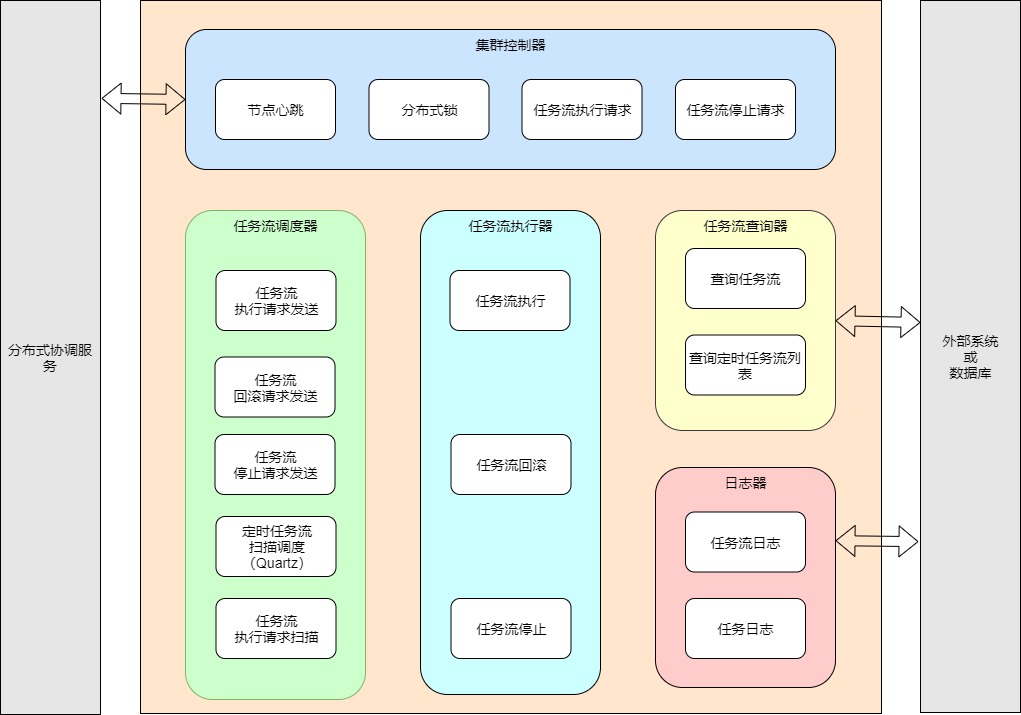 集群控制器
节点心跳
分布式锁
任务流执行请求
任务流停止请求
分布式协调服
务
任务流调度器
任务流
执行请求发送
任务流
回滚请求发送
任务流
停止请求发送
定时任务流
扫描调度
（Quartz）
任务流
执行请求扫描
任务流执行器
任务流执行
任务流回滚
任务流停止
任务流查询器
查询任务流
查询定时任务流列
表
日志器
任务流日志
任务日志
外部系统
或
数据库